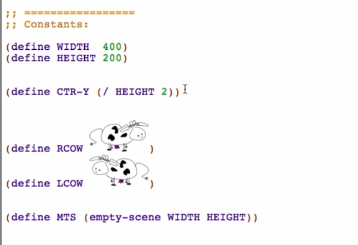 ;; =================
;; Constants:
(define WIDTH 400)
(define HEIGHT 200)
(define CTR-Y (/ HEIGHT 2))
(define RCOW )
(define LCOW )
(define MTS (empty-scene WIDTH HEIGHT))